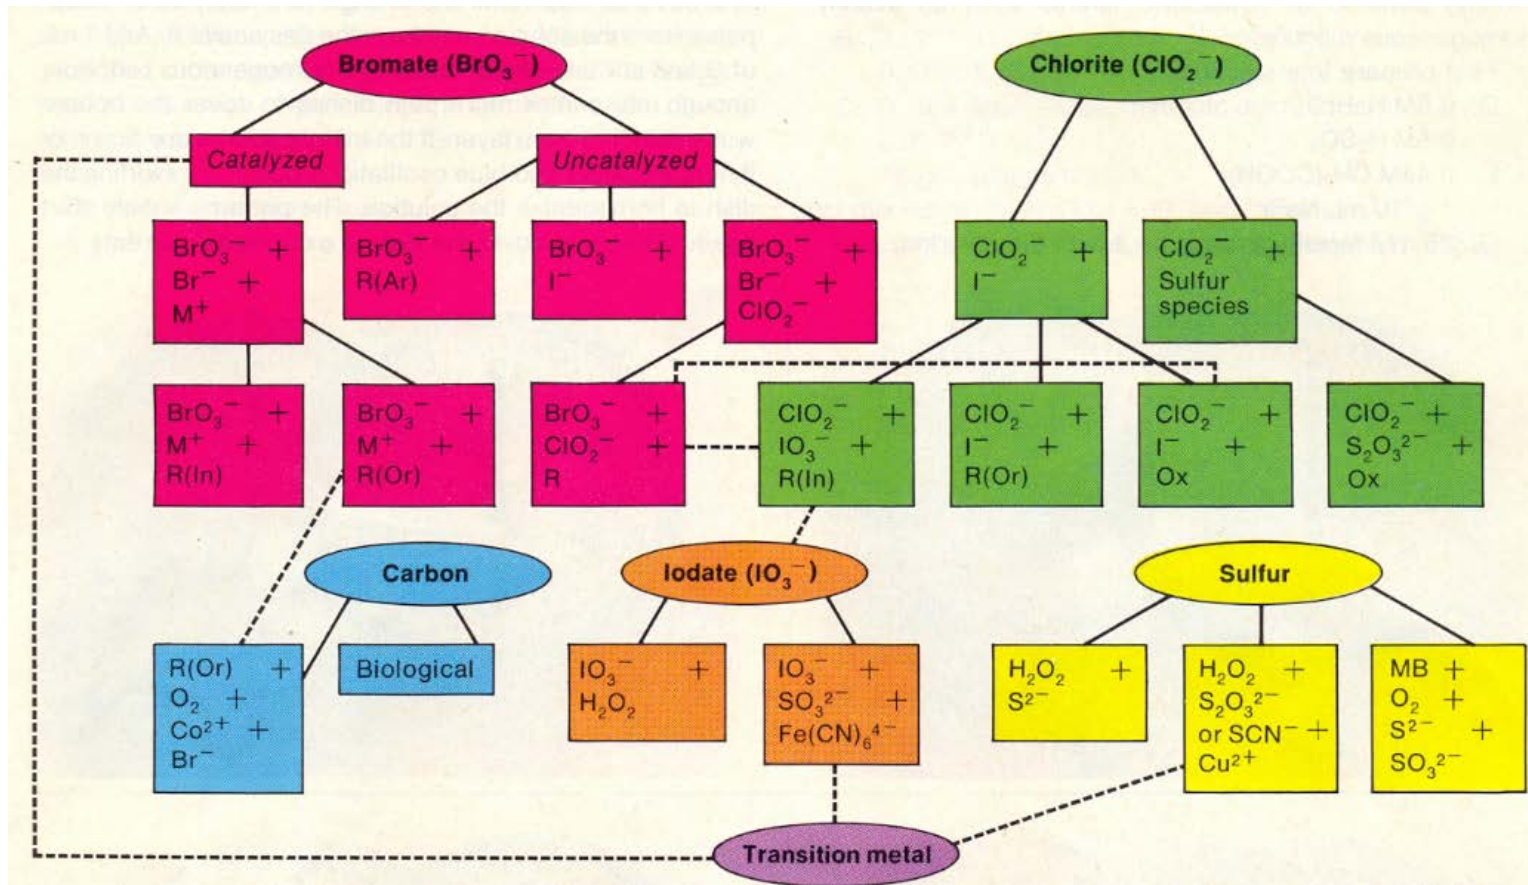 Bromate (BrO₃⁻)
Chlorite (ClO₂⁻)
Catalyzed
Uncatalyzed
BrO₃⁻ +
Br⁻ +
M⁺
BrO₃⁻ +
R(Ar)
BrO₃⁻ +
I⁻
BrO₃⁻ +
Br⁻ +
ClO₂⁻
ClO₂⁻ +
I⁻
ClO₂⁻ +
Sulfur
species
BrO₃⁻ +
M⁺ +
R(In)
BrO₃⁻ +
M⁺ +
R(Or)
BrO₃⁻ +
ClO₂⁻ +
R
ClO₂⁻ +
IO₃⁻ +
R(In)
ClO₂⁻ +
I⁻ +
R(Or)
ClO₂⁻ +
I⁻ +
Ox
ClO₂⁻ +
S₂O₃²⁻ +
Ox
Carbon
Iodate (IO₃⁻)
Sulfur
R(Or) +
O₂ +
Co²⁺ +
Br⁻
Biological
IO₃⁻ +
H₂O₂
IO₃⁻ +
SO₃²⁻ +
Fe(CN)₆⁴⁻
H₂O₂ +
S²⁻
H₂O₂ +
S₂O₃²⁻
or SCN⁻ +
Cu²⁺
MB +
O₂ +
S²⁻ +
SO₃²⁻
Transition metal